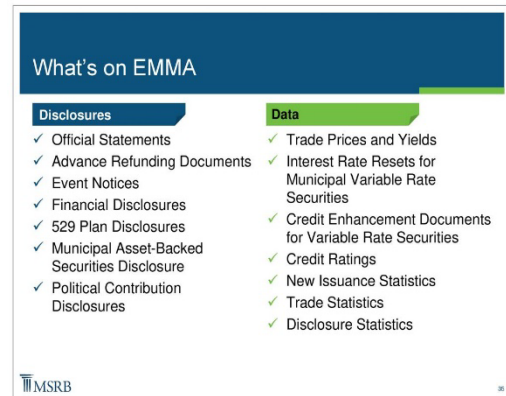 What's on EMMA
Disclosures
✓ Official Statements
✓ Advance Refunding Documents
✓ Event Notices
✓ Financial Disclosures
✓ 529 Plan Disclosures
✓ Municipal Asset-Backed
Securities Disclosure
✓ Political Contribution
Disclosures
Data
✓ Trade Prices and Yields
✓ Interest Rate Resets for
Municipal Variable Rate
Securities
✓ Credit Enhancement Documents
for Variable Rate Securities
✓ Credit Ratings
✓ New Issuance Statistics
✓ Trade Statistics
✓ Disclosure Statistics
MSRB